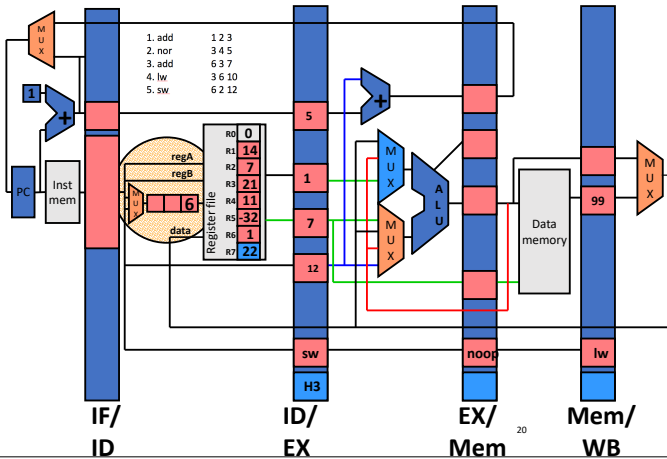 1. add 1 2 3
2. nor 3 4 5
3. add 6 3 7
4. lw 3 6 10
5. sw 6 2 12
M
U
X
1
+
PC
Inst
mem
regA
regB
M
U
X
6
data
Register file
R0 0
R1 14
R2 7
R3 21
R4 11
R5 -32
R6 1
R7 22
5
1
7
12
sw
H3
+
M
U
X
M
U
X
A
L
U
noop
Data
memory
99
lw
M
U
X
IF/
ID
ID/
EX
EX/
Mem
20
Mem/
WB